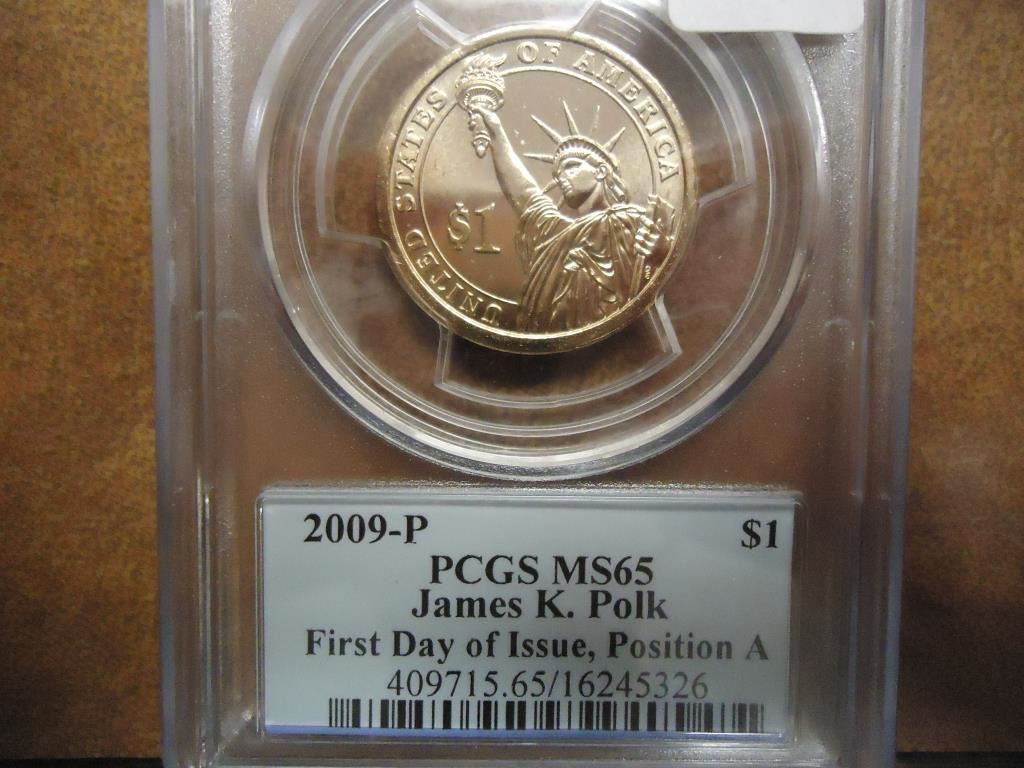 UNITED STATES OF AMERICA
$1
2009-P $1
PCGS MS65
James K. Polk
First Day of Issue, Position A
409715.65/16245326